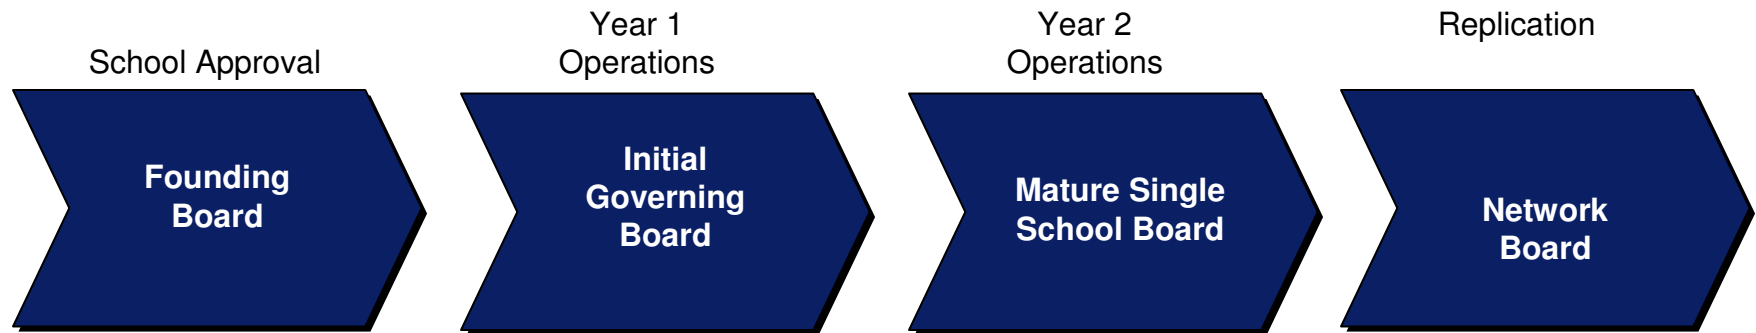 School Approval
Year 1
Operations
Year 2
Operations
Replication
Founding
Board
Initial
Governing
Board
Mature Single
School Board
Network
Board